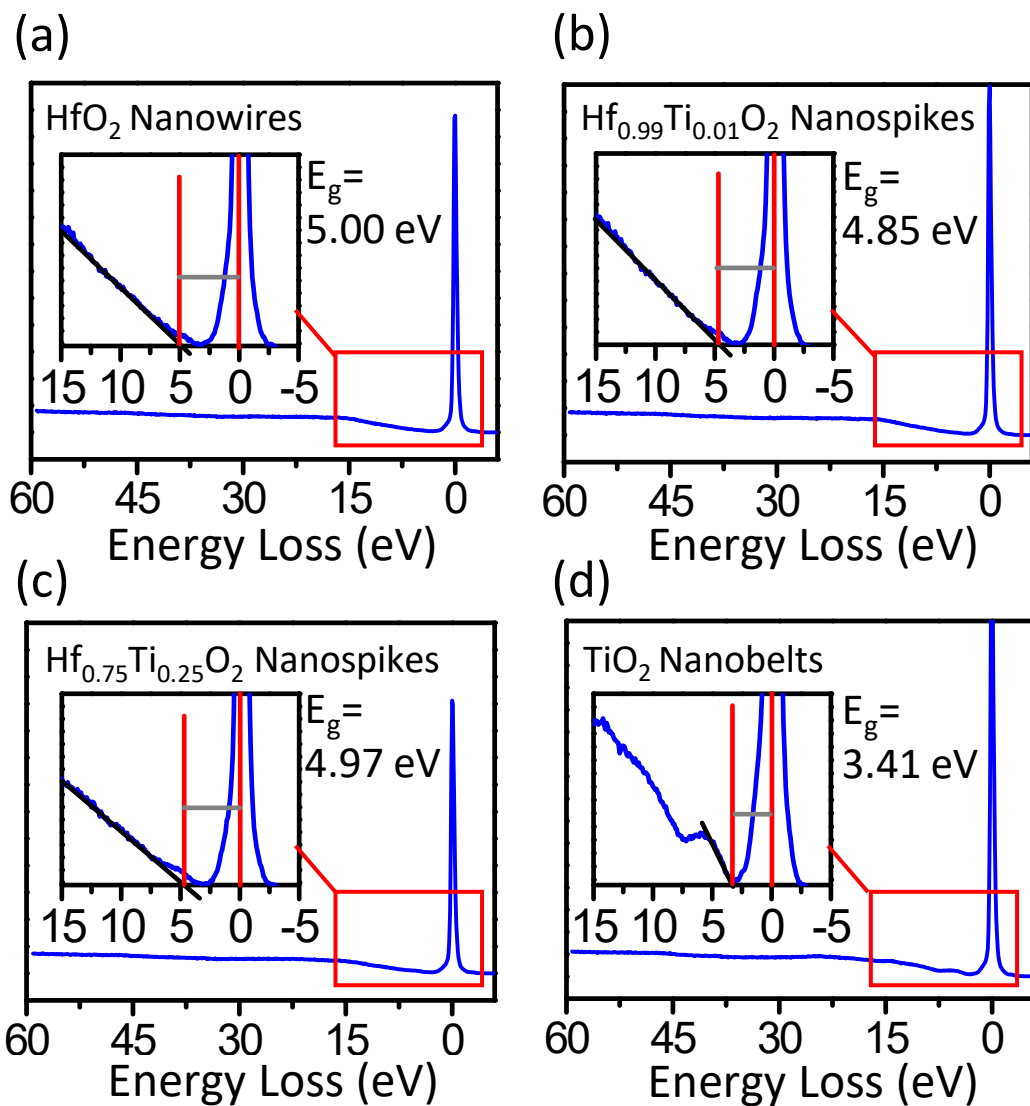 (a)
HfO₂ Nanowires
E_g=
5.00 eV
15 10 5 0 -5
60 45 30 15 0
Energy Loss (eV)
(b)
Hf₀.₉₉Ti₀.₀₁O₂ Nanospikes
E_g=
4.85 eV
15 10 5 0 -5
60 45 30 15 0
Energy Loss (eV)
(c)
Hf₀.₇₅Ti₀.₂₅O₂ Nanospikes
E_g=
4.97 eV
15 10 5 0 -5
60 45 30 15 0
Energy Loss (eV)
(d)
TiO₂ Nanobelts
E_g=
3.41 eV
15 10 5 0 -5
60 45 30 15 0
Energy Loss (eV)